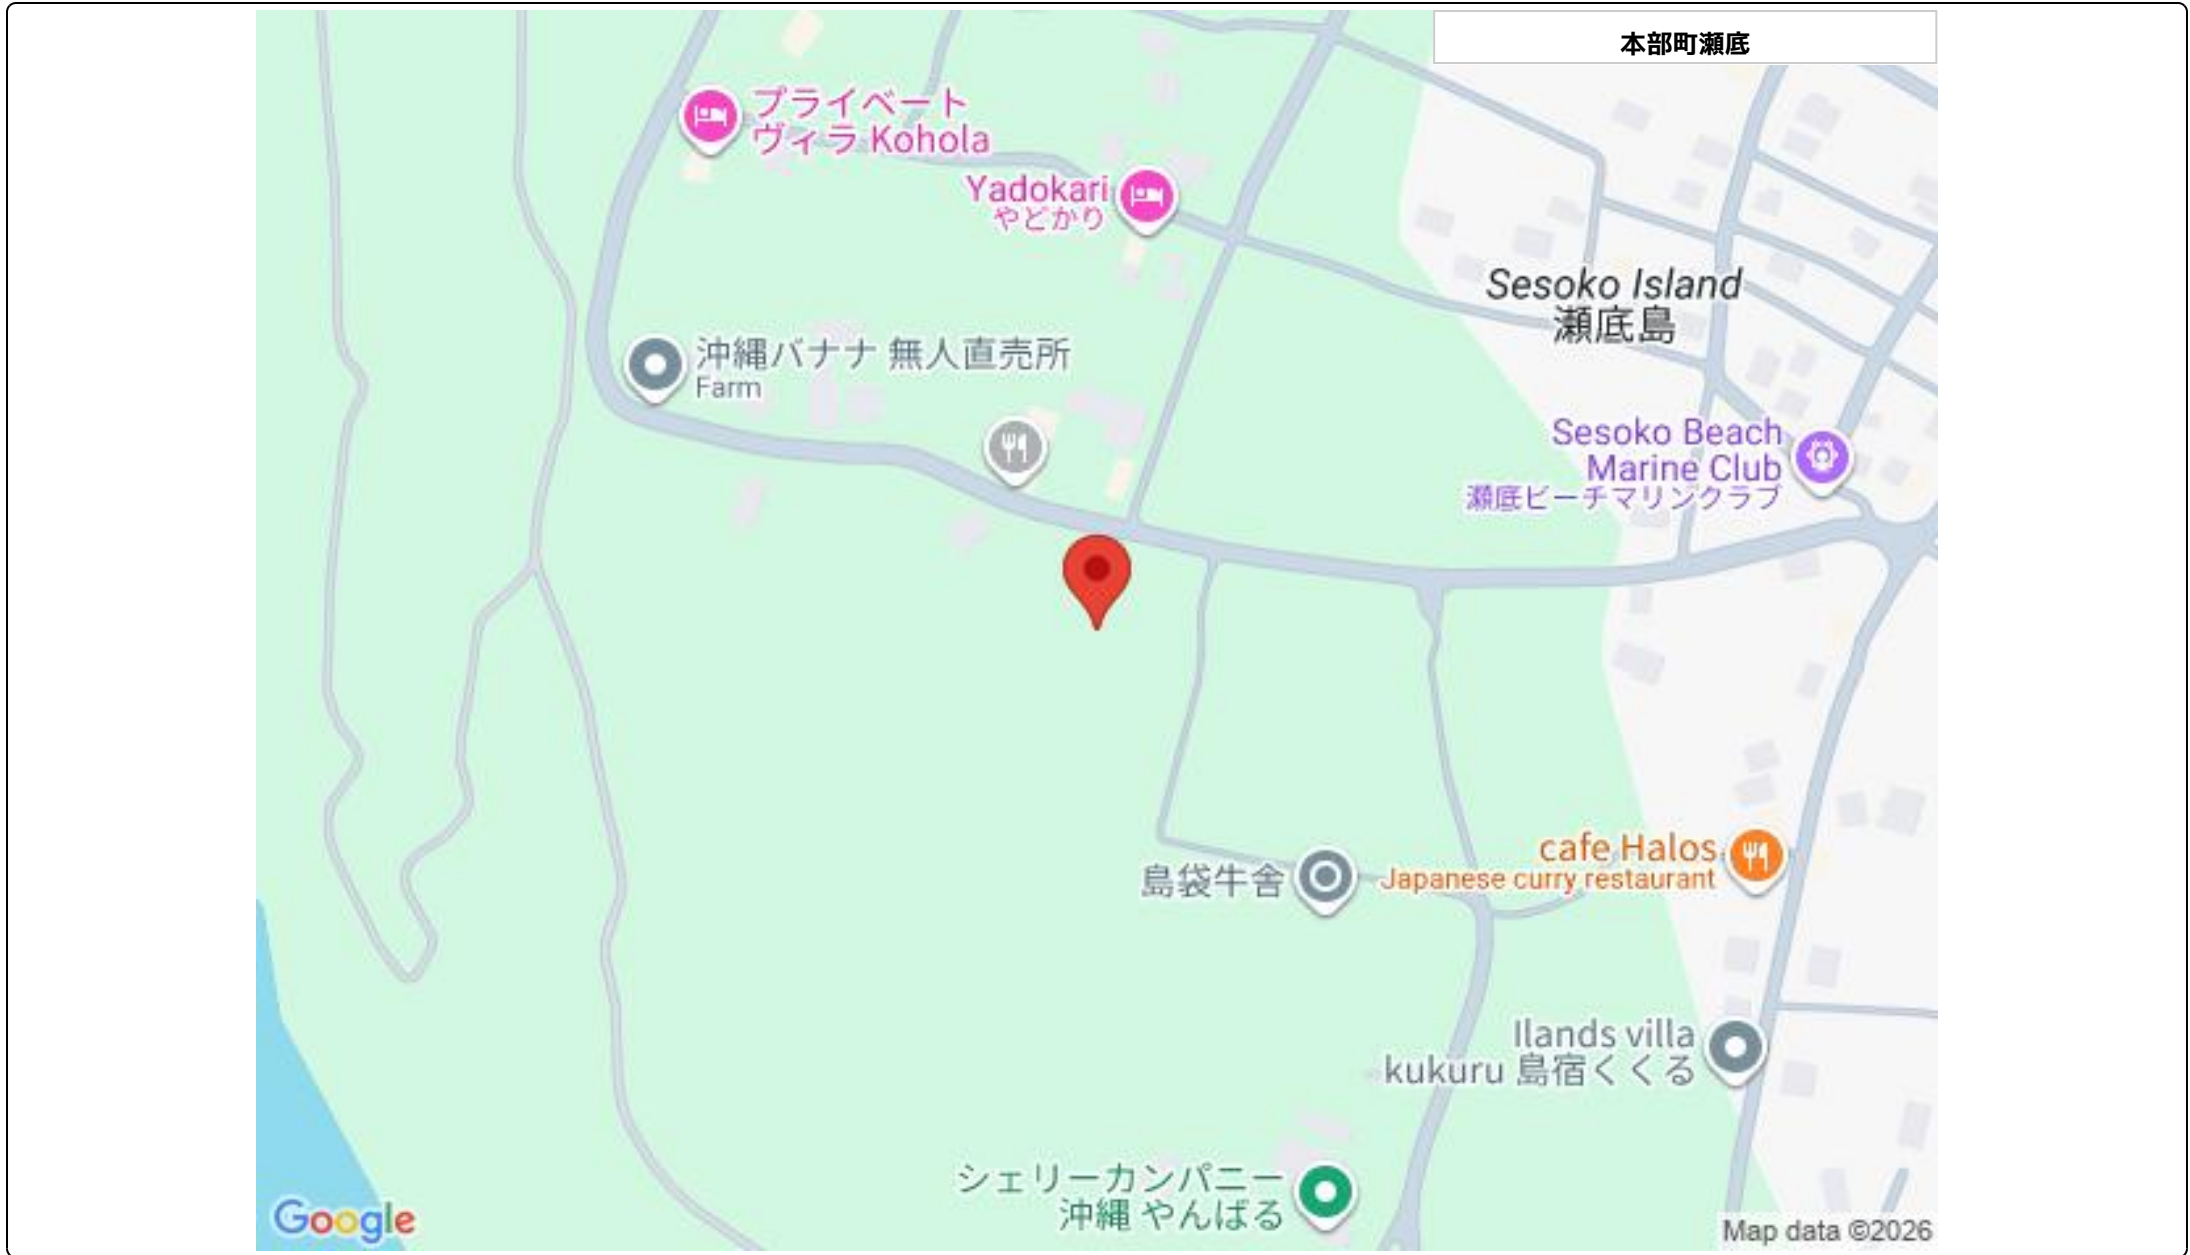 本部町瀬底
プライベート
ヴィラ Kohola
Yadokari
やどかり
Sesoko Island
瀬底島
沖縄バナナ 無人直売所
Farm
Sesoko Beach
Marine Club
瀬底ビーチマリンクラブ
cafe Halos
Japanese curry restaurant
島袋牛舎
Ilands villa
kukuru 島宿くくる
シェリーカンパニー
沖縄 やんばる
Google
Map data ©2026